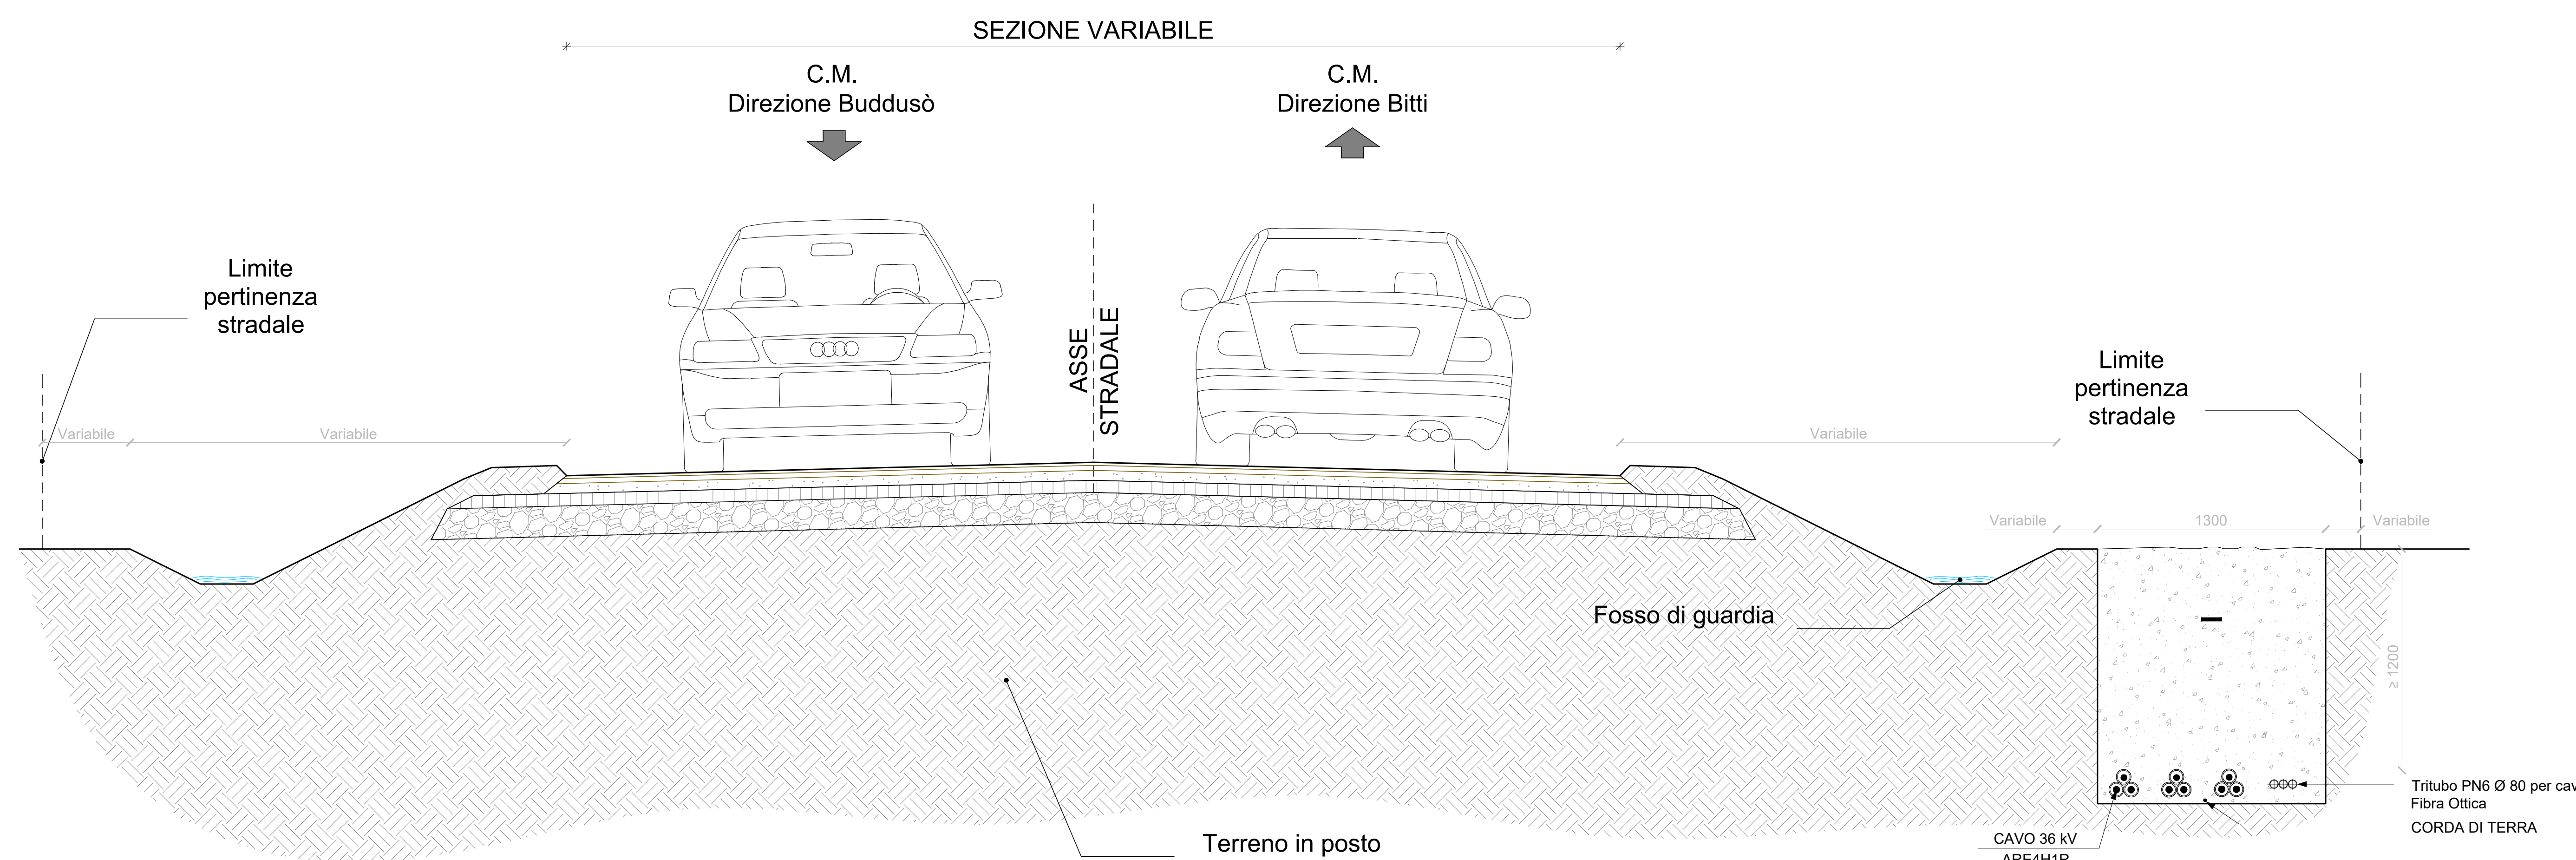 SEZIONE VARIABILE
C.M.
Direzione Buddusò
C.M.
Direzione Bitti
Limite
pertinenza
stradale
ASSE
STRADALE
Limite
pertinenza
stradale
Variabile
Variabile
Variabile
Variabile
1300
Variabile
Fosso di guardia
≥ 1200
Tritubo PN6 Ø 80 per cav
Fibra Ottica
CORDA DI TERRA
CAVO 36 kV
Terreno in posto